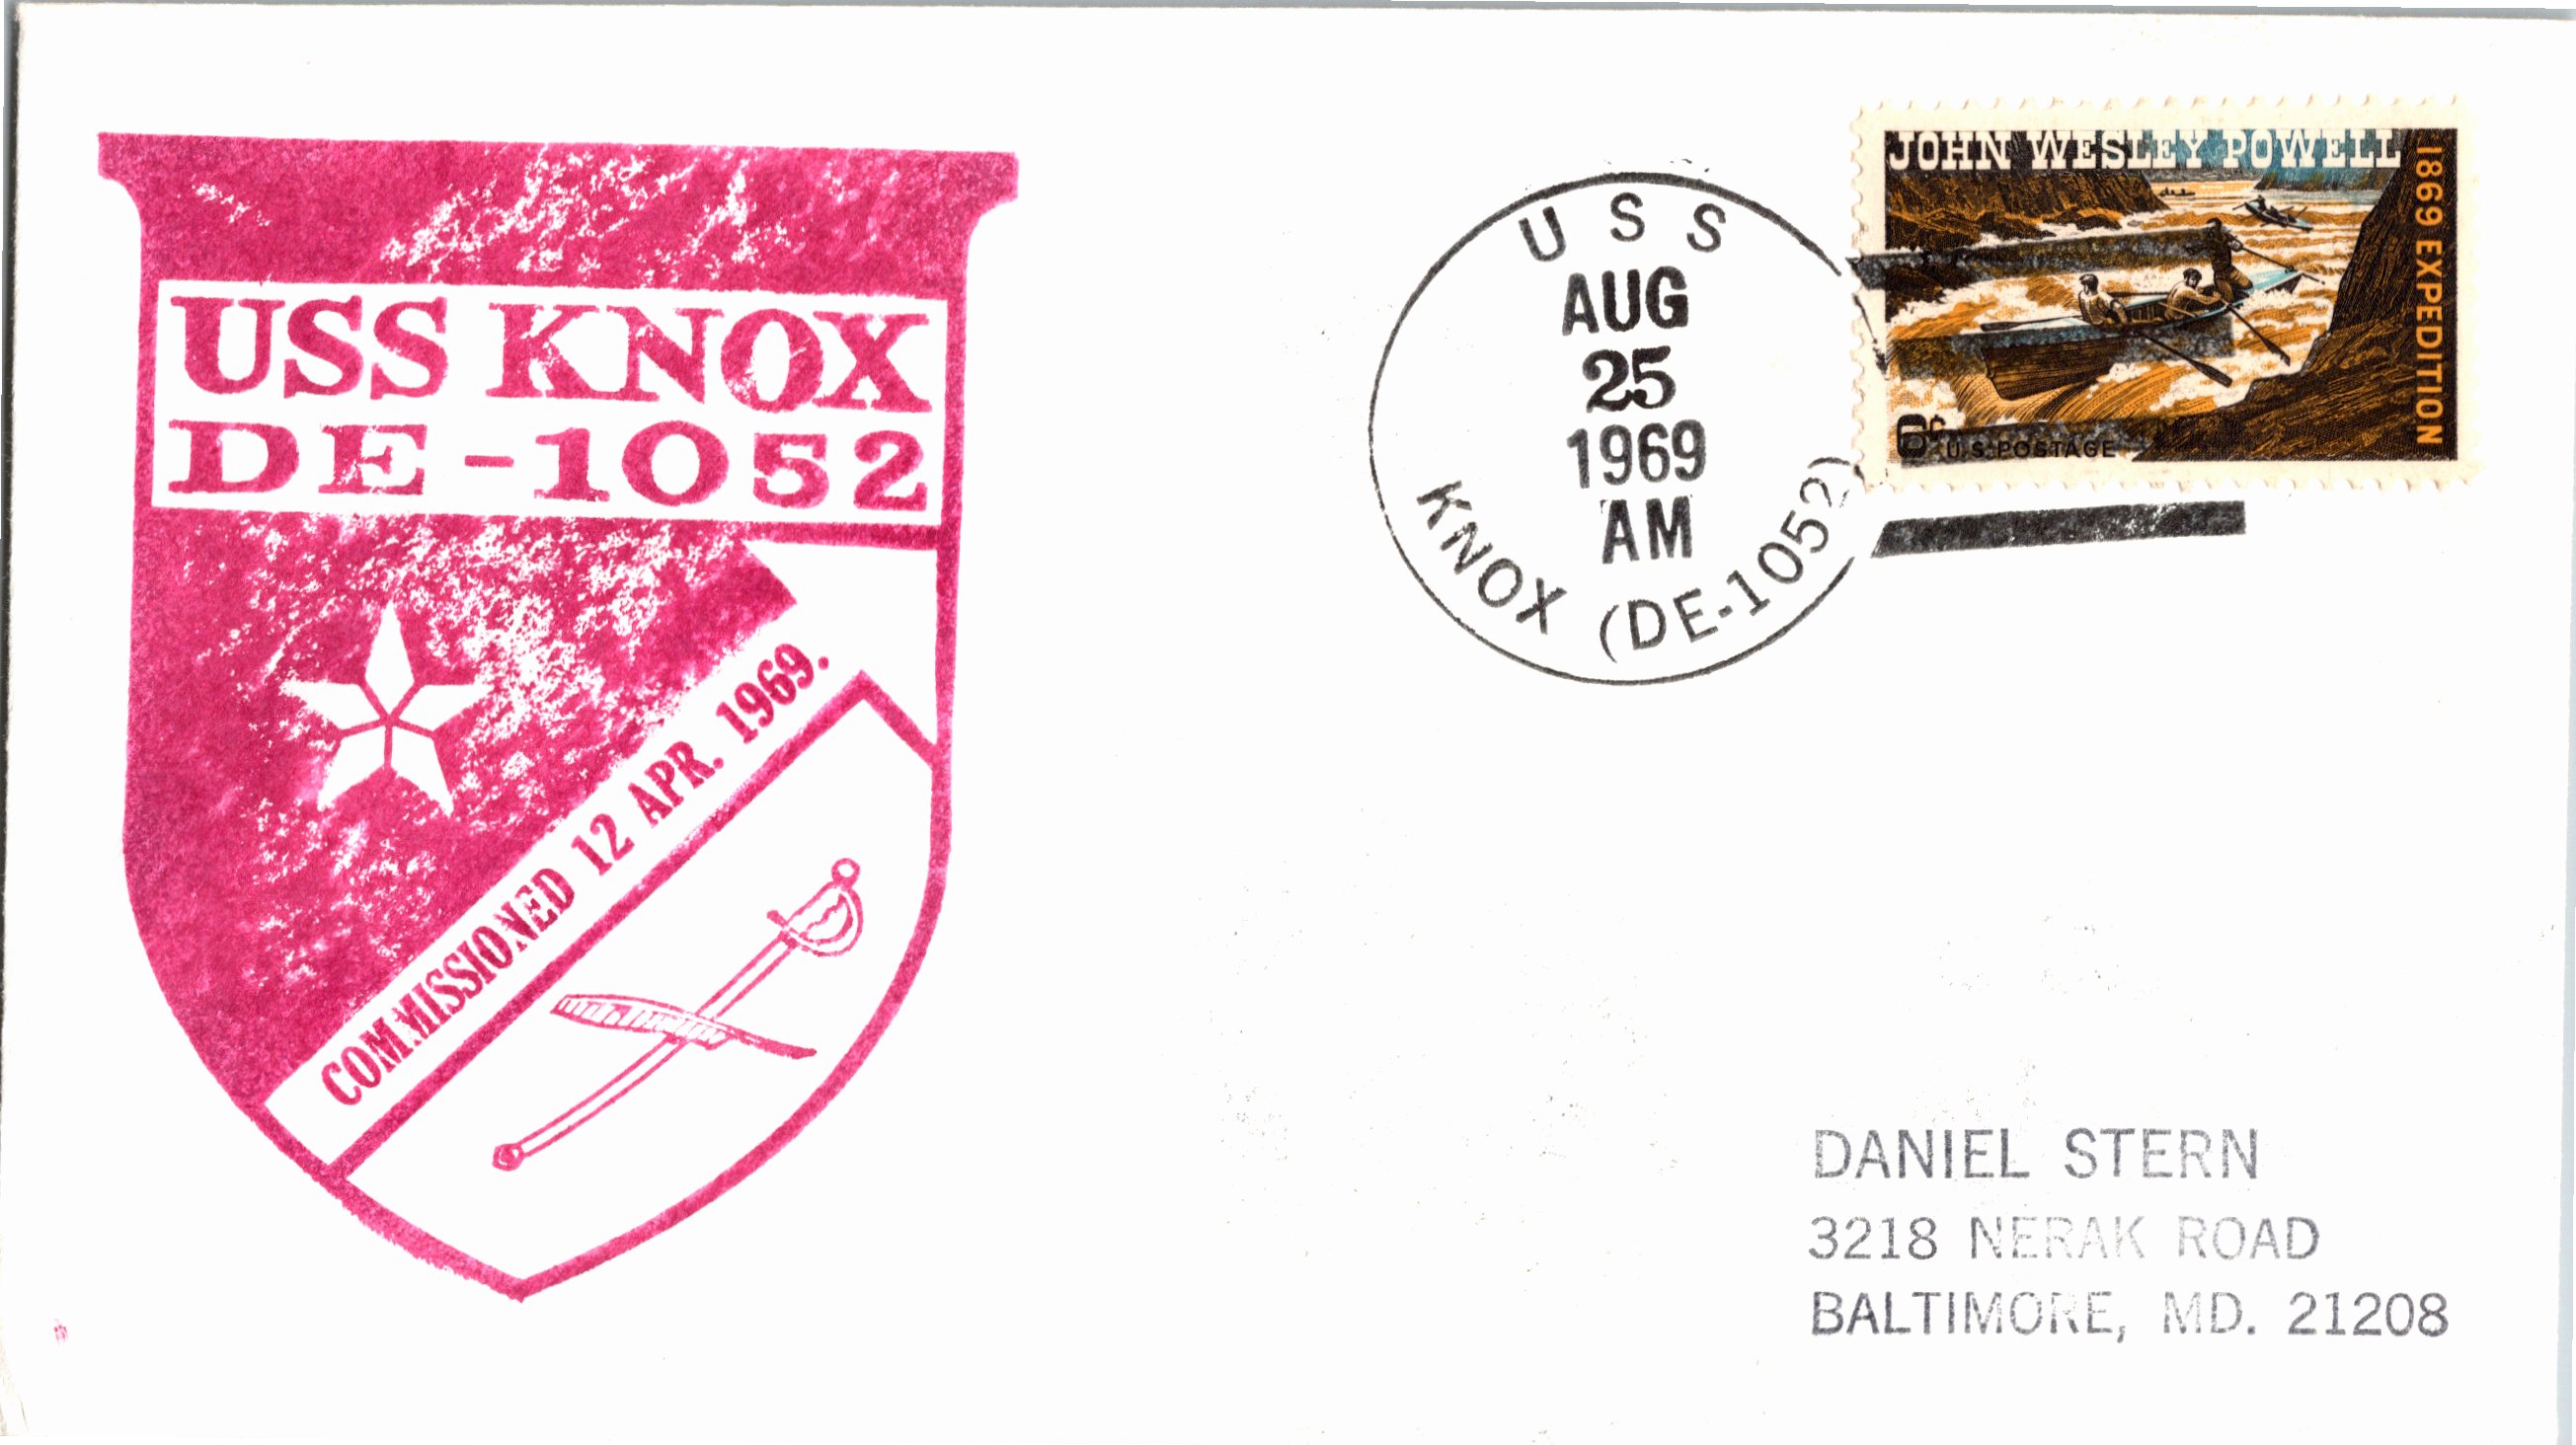 USS KNOX
DE-1052
COMMISSIONED 12 APR. 1969.
USS
AUG
25
1969
AM
KNOX (DE-1052)
JOHN WESLEY POWELL
1869 EXPEDITION
6¢ U.S. POSTAGE
DANIEL STERN
3218 NERAK ROAD
BALTIMORE, MD. 21208